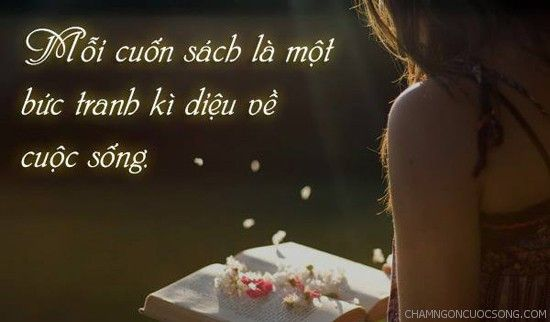 Mỗi cuốn sách là một
bức tranh kì diệu về
cuộc sống.
CHAMNGONCUOCSONG.COM